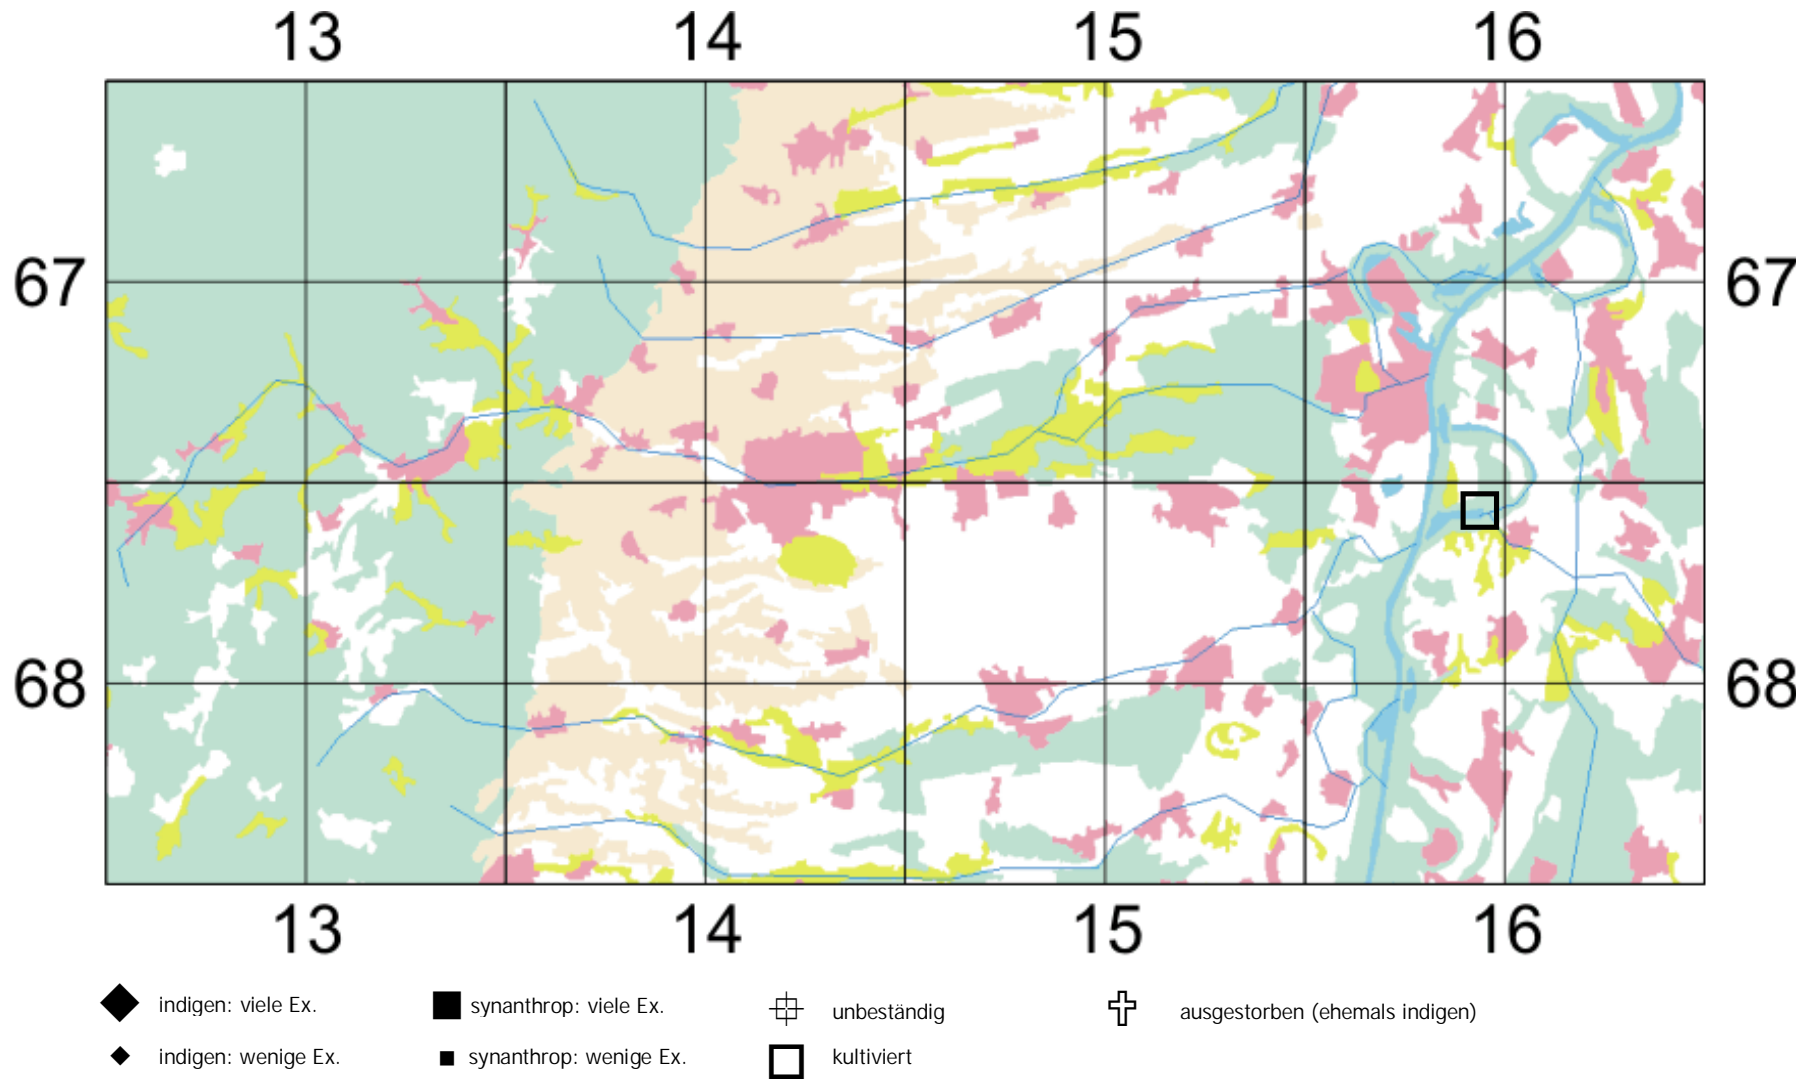 13 14 15 16
67 67
68 68
13 14 15 16
indigen: viele Ex. synanthrop: viele Ex. unbeständig ausgestorben (ehemals indigen)
indigen: wenige Ex. synanthrop: wenige Ex. kultiviert